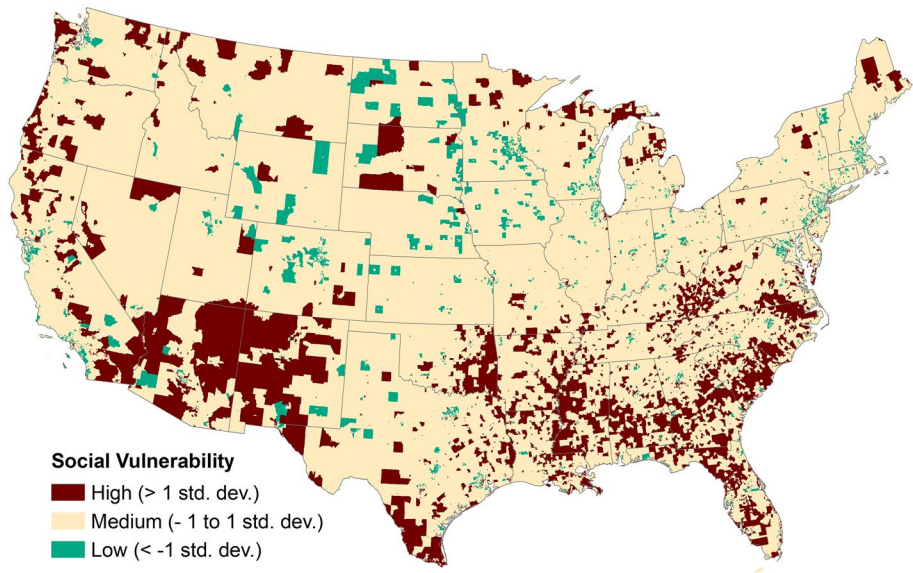 Social Vulnerability
High (> 1 std. dev.)
Medium (- 1 to 1 std. dev.)
Low (< -1 std. dev.)